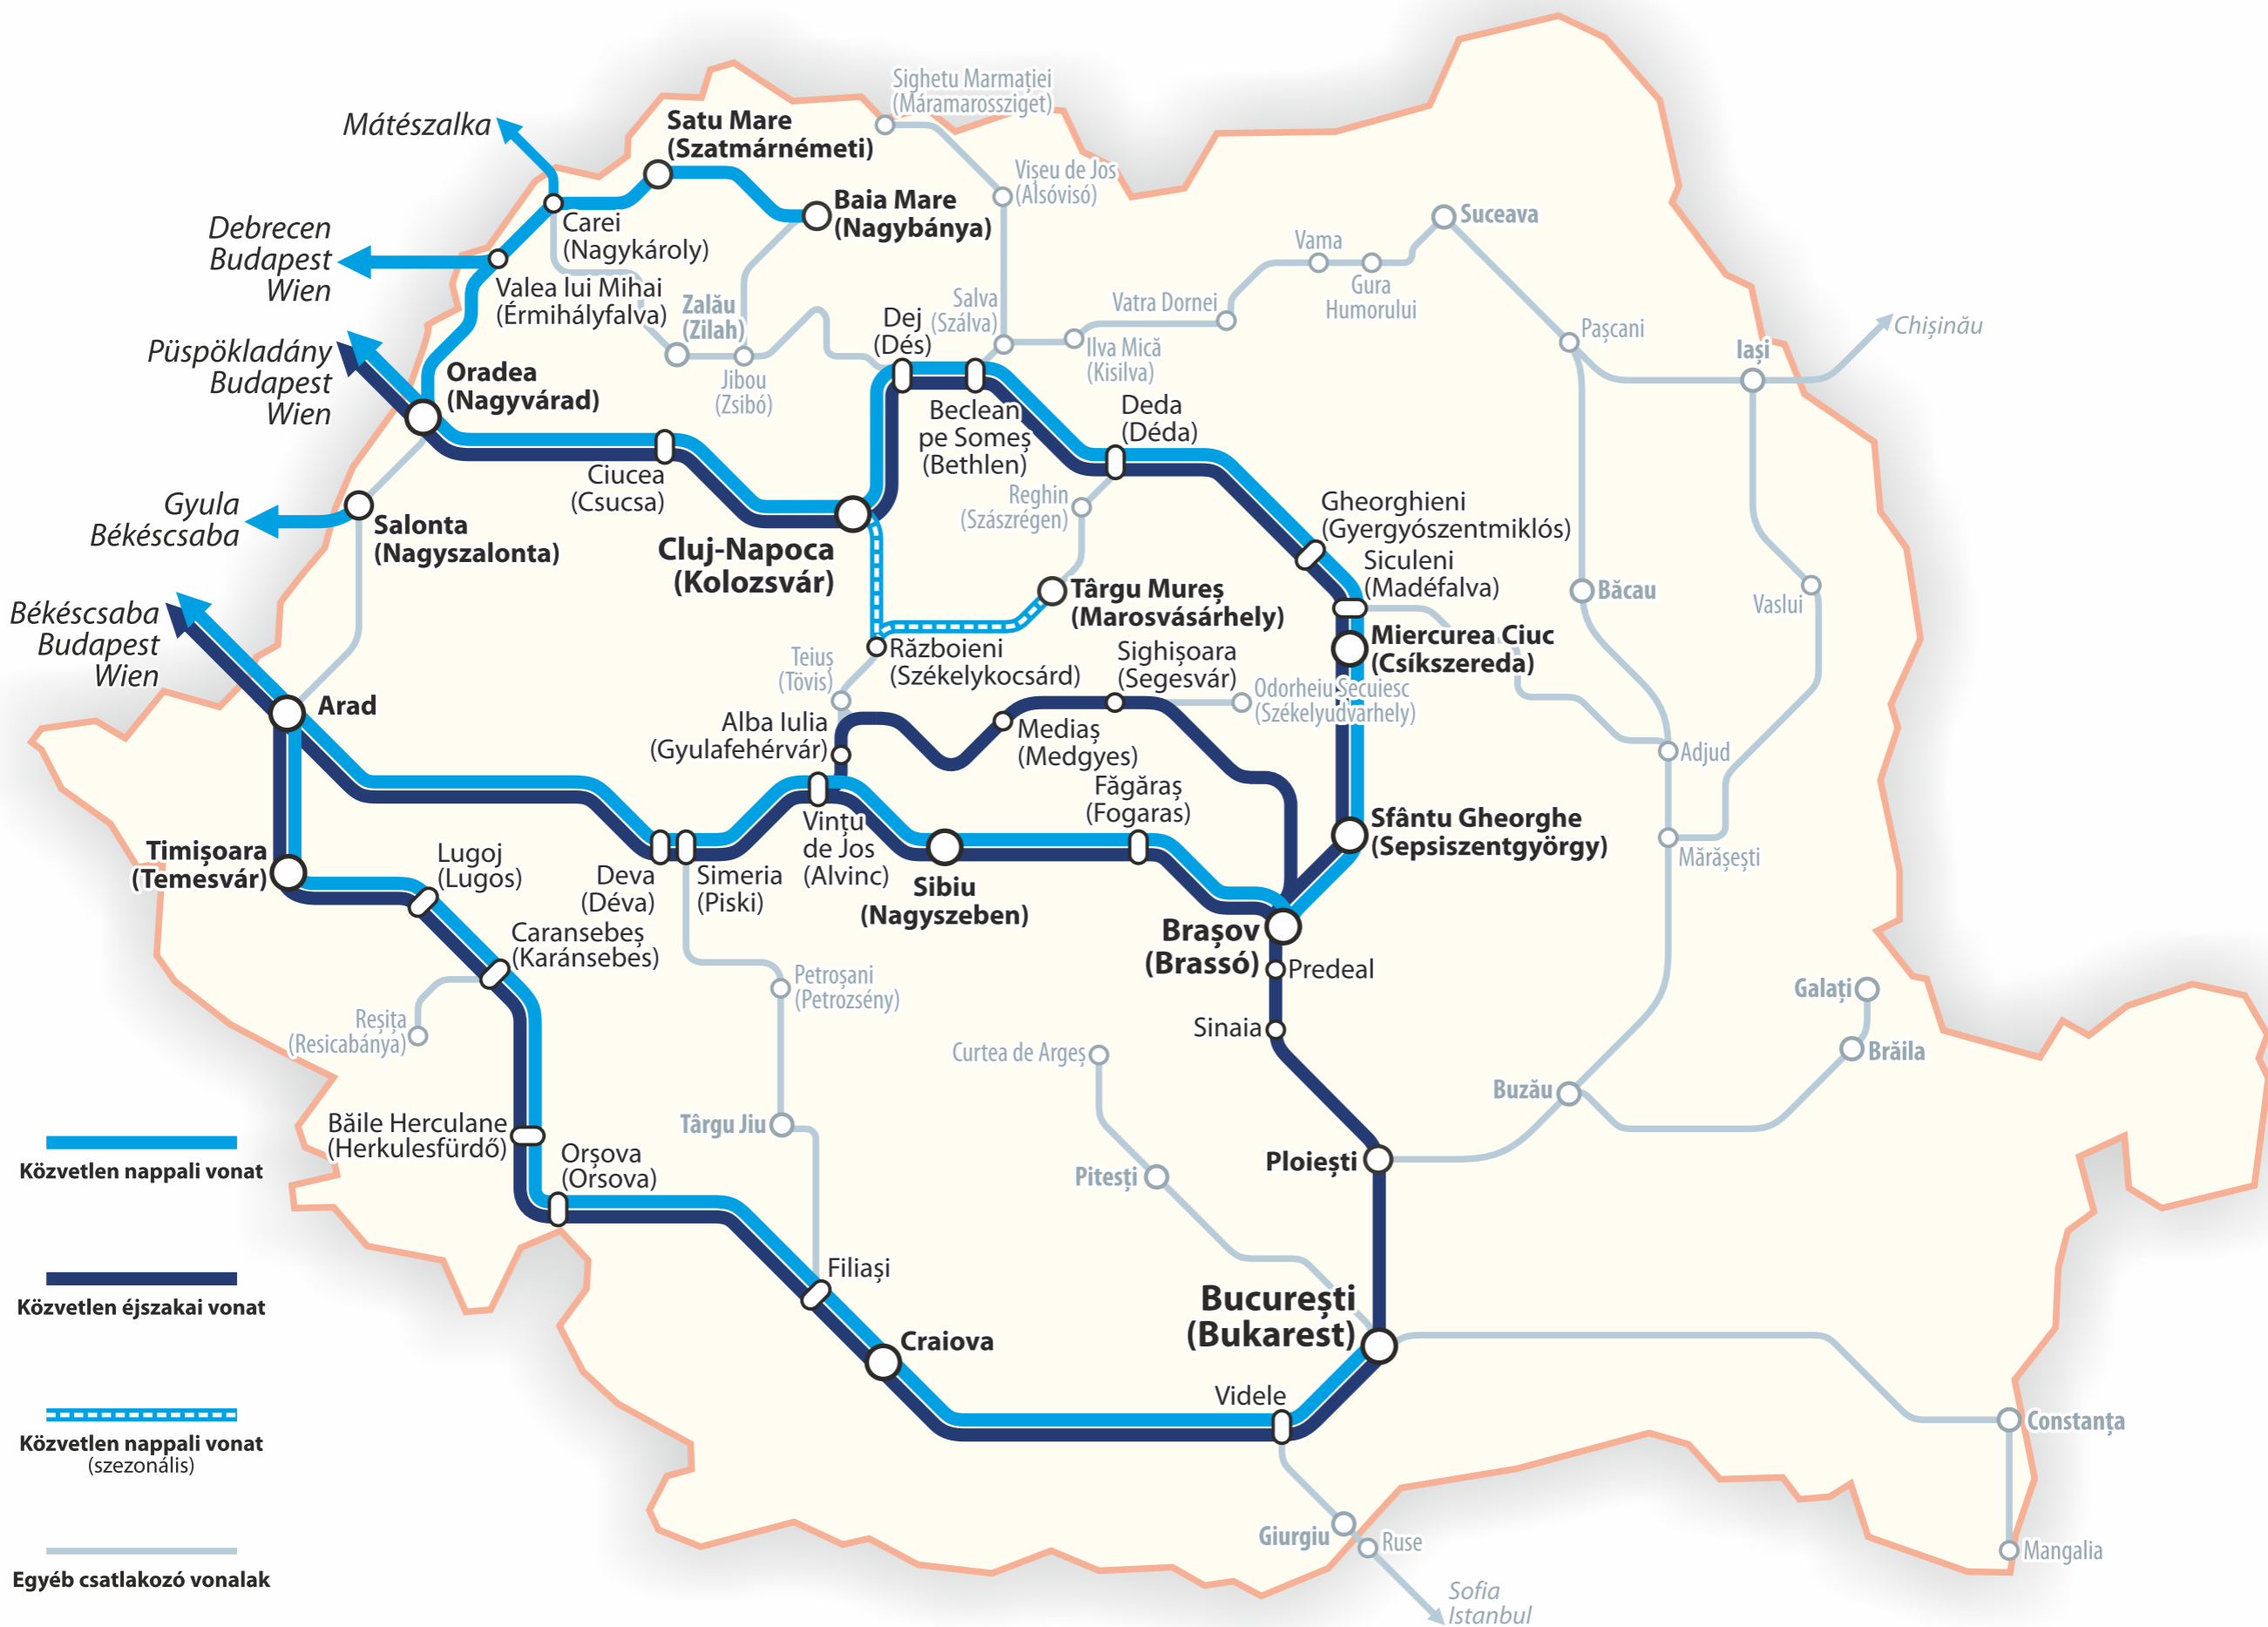 Sighetu Marmației
(Máramarossziget)
Mátészalka
Satu Mare
(Szatmárnémeti)
Vișeu de Jos
(Alsóvisó)
Baia Mare
(Nagybánya)
Carei
(Nagykároly)
Suceava
Debrecen
Budapest
Wien
Vama
Gura
Humorului
Valea lui Mihai
(Érmihályfalva)
Zalău
(Zilah)
Salva
(Szálva)
Vatra Dornei
Dej
(Dés)
Pașcani
Chișinău
Iași
Püspökladány
Budapest
Wien
Ilva Mică
(Kisilva)
Oradea
(Nagyvárad)
Jibou
(Zsibó)
Beclean
pe Someș
(Bethlen)
Deda
(Déda)
Ciucea
(Csucsa)
Reghin
(Szászrégen)
Gheorghieni
(Gyergyószentmiklós)
Gyula
Békéscsaba
Salonta
(Nagyszalonta)
Cluj-Napoca
(Kolozsvár)
Siculeni
(Madéfalva)
Târgu Mureș
(Marosvásárhely)
Băcau
Vaslui
Békéscsaba
Budapest
Wien
Miercurea Ciuc
(Csíkszereda)
Războieni
(Székelykocsárd)
Teiuș
(Tövis)
Sighișoara
(Segesvár)
Odorheiu Secuiesc
(Székelyudvarhely)
Arad
Alba Iulia
(Gyulafehérvár)
Mediaș
(Medgyes)
Adjud
Făgăraș
(Fogaras)
Sfântu Gheorghe
(Sepsiszentgyörgy)
Mărășești
Timișoara
(Temesvár)
Lugoj
(Lugos)
Deva
(Déva)
Simeria
(Piski)
Vințu
de Jos
(Alvinc)
Sibiu
(Nagyszeben)
Brașov
(Brassó)
Caransebeș
(Karánsebes)
Predeal
Petroșani
(Petrozsény)
Galați
Reșița
(Resicabánya)
Sinaia
Curtea de Argeș
Brăila
Buzău
Băile Herculane
(Herkulesfürdő)
Târgu Jiu
Orșova
(Orsova)
Ploiești
Pitești
Közvetlen nappali vonat
Filiași
București
(Bukarest)
Közvetlen éjszakai vonat
Craiova
Videle
Constanța
Közvetlen nappali vonat
(szezonális)
Giurgiu
Ruse
Mangalia
Egyéb csatlakozó vonalak
Sofia
Istanbul